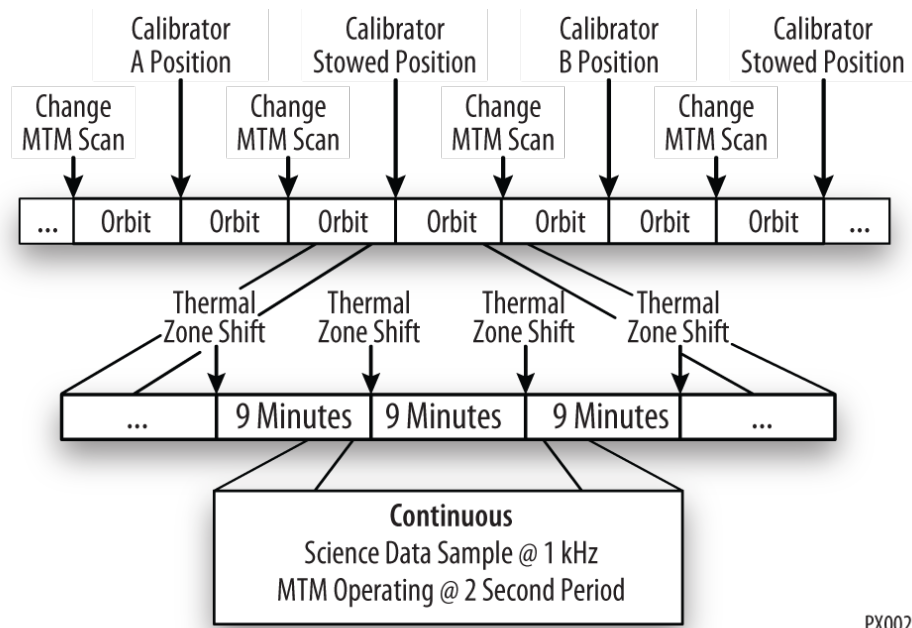 Calibrator
A Position
Calibrator
Stowed Position
Calibrator
B Position
Calibrator
Stowed Position
Change
MTM Scan
Change
MTM Scan
Change
MTM Scan
Change
MTM Scan
...
Orbit
Orbit
Orbit
Orbit
Orbit
Orbit
Orbit
...
Thermal
Zone Shift
Thermal
Zone Shift
Thermal
Zone Shift
Thermal
Zone Shift
...
9 Minutes
9 Minutes
9 Minutes
...
Continuous
Science Data Sample @ 1 kHz
MTM Operating @ 2 Second Period
PX002